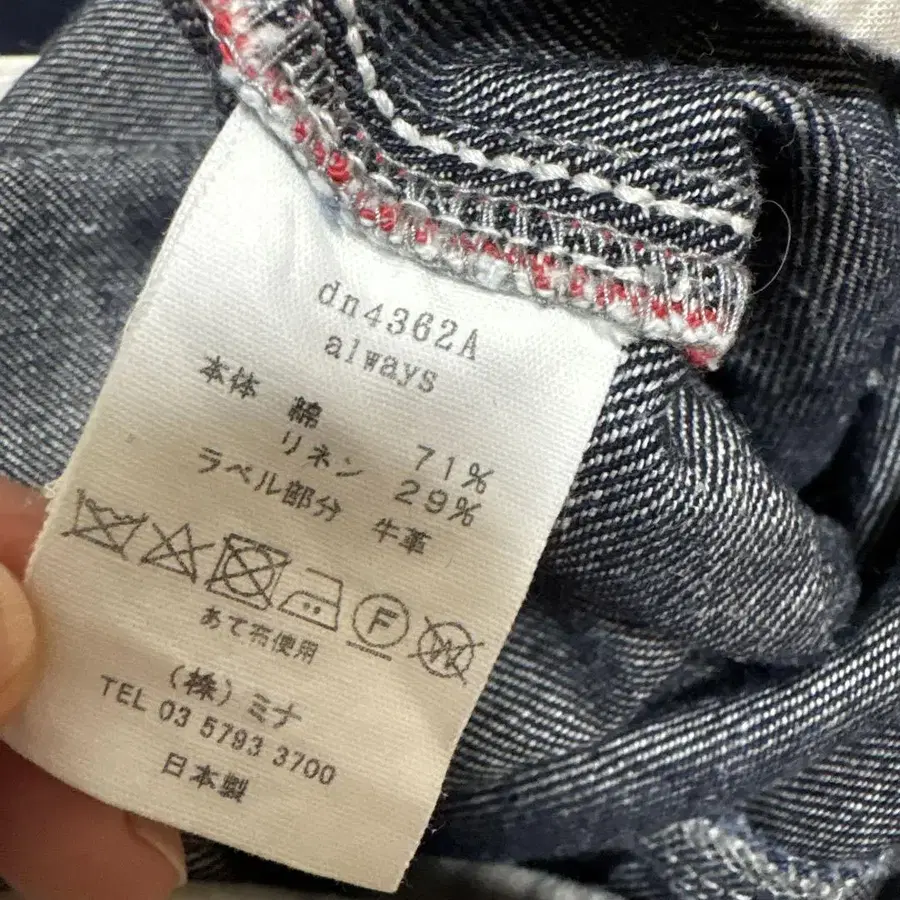 dn4362A
always
本体 綿 71%
リネン 29%
ラベル部分 牛革
あて布使用
F
W
(株)ミナ
TEL 03 5793 3700
日本製